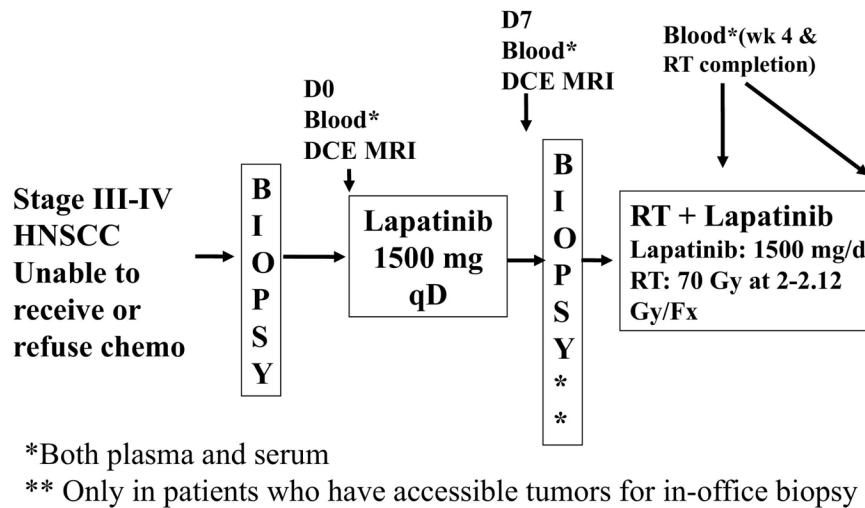 Stage III-IV
HNSCC
Unable to
receive or
refuse chemo
B
I
O
P
S
Y
D0
Blood*
DCE MRI
Lapatinib
1500 mg
qD
D7
Blood*
DCE MRI
B
I
O
P
S
Y
*
*
Blood*(wk 4 &
RT completion)
RT + Lapatinib
Lapatinib: 1500 mg/d
RT: 70 Gy at 2-2.12
Gy/Fx
*Both plasma and serum
** Only in patients who have accessible tumors for in-office biopsy